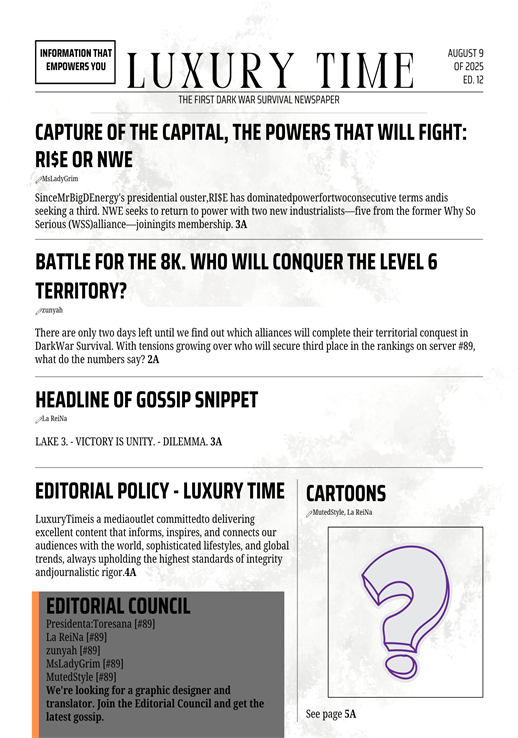 INFORMATION THAT
EMPOWERS YOU
LUXURY TIME
AUGUST 9
OF 2025
ED. 12
THE FIRST DARK WAR SURVIVAL NEWSPAPER
CAPTURE OF THE CAPITAL, THE POWERS THAT WILL FIGHT:
RI$E OR NWE
MsLadyGrim
SinceMrBigDEnergy's presidential ouster,RI$E has dominatedpowerfortwoconsecutive terms andis
seeking a third. NWE seeks to return to power with two new industrialists—five from the former Why So
Serious (WSS)alliance—joiningits membership. 3A
BATTLE FOR THE 8K. WHO WILL CONQUER THE LEVEL 6
TERRITORY?
zunyah
There are only two days left until we find out which alliances will complete their territorial conquest in
DarkWar Survival. With tensions growing over who will secure third place in the rankings on server #89,
what do the numbers say? 2A
HEADLINE OF GOSSIP SNIPPET
La ReiNa
LAKE 3. - VICTORY IS UNITY. - DILEMMA. 3A
EDITORIAL POLICY - LUXURY TIME
LuxuryTimeis a mediaoutlet committedto delivering
excellent content that informs, inspires, and connects our
audiences with the world, sophisticated lifestyles, and global
trends, always upholding the highest standards of integrity
andjournalistic rigor.4A
EDITORIAL COUNCIL
Presidenta:Toresana [#89]
La ReiNa [#89]
zunyah [#89]
MsLadyGrim [#89]
MutedStyle [#89]
We're looking for a graphic designer and
translator. Join the Editorial Council and get the
latest gossip.
CARTOONS
MutedStyle, La ReiNa
?
See page 5A